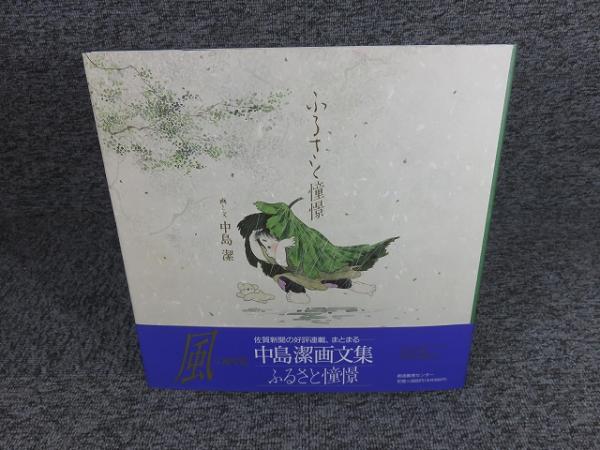 ふるさと憧憬
画と文 中島 潔
風
佐賀新聞の好評連載、まとまる
中島潔画文集
ふるさと憧憬